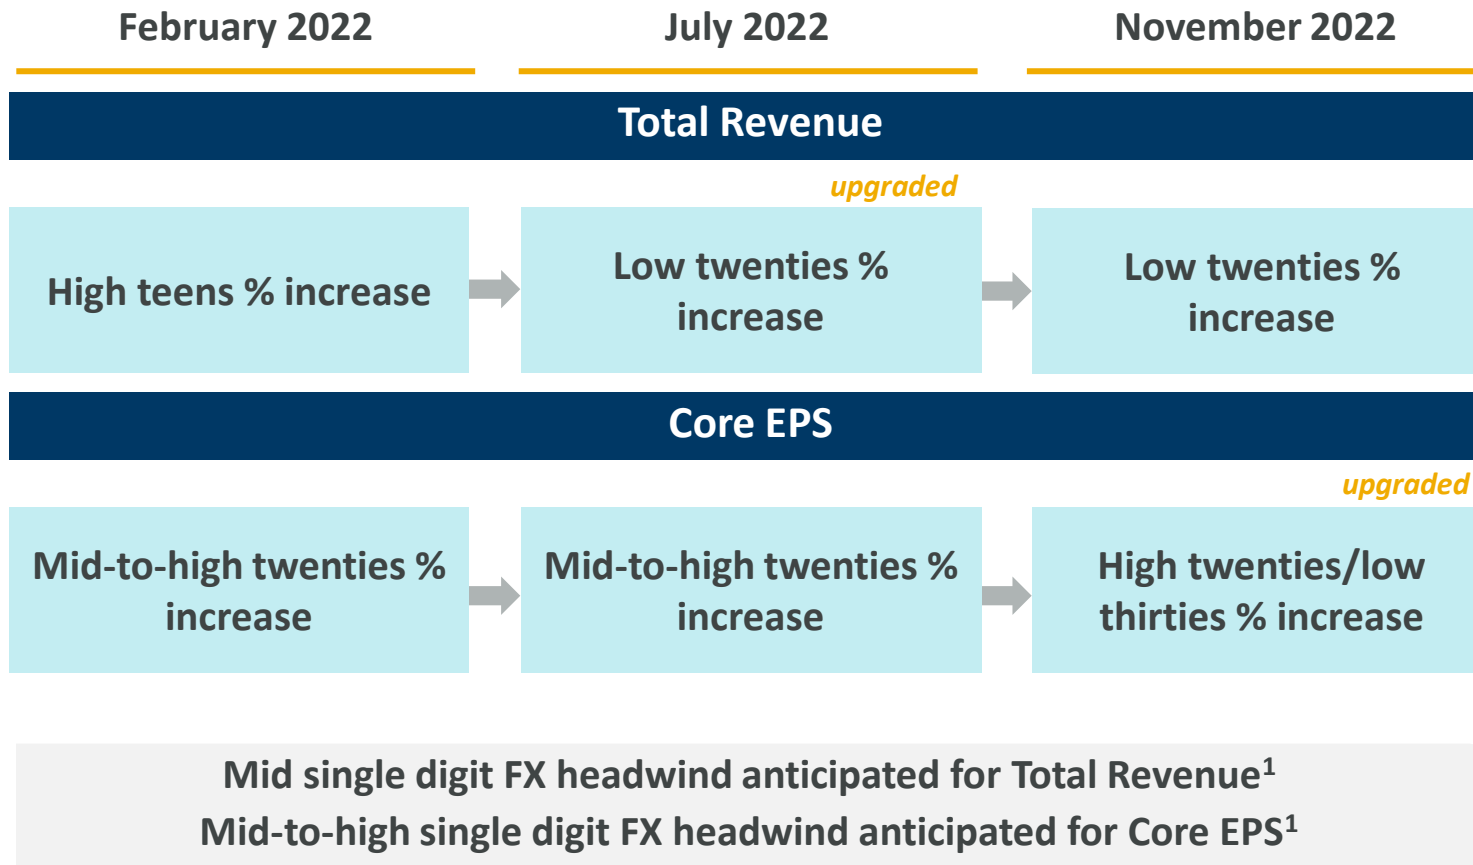 February 2022
July 2022
November 2022
Total Revenue
upgraded
High teens % increase
Low twenties %
increase
Low twenties %
increase
Core EPS
upgraded
Mid-to-high twenties %
increase
Mid-to-high twenties %
increase
High twenties/low
thirties % increase
Mid single digit FX headwind anticipated for Total Revenue¹
Mid-to-high single digit FX headwind anticipated for Core EPS¹